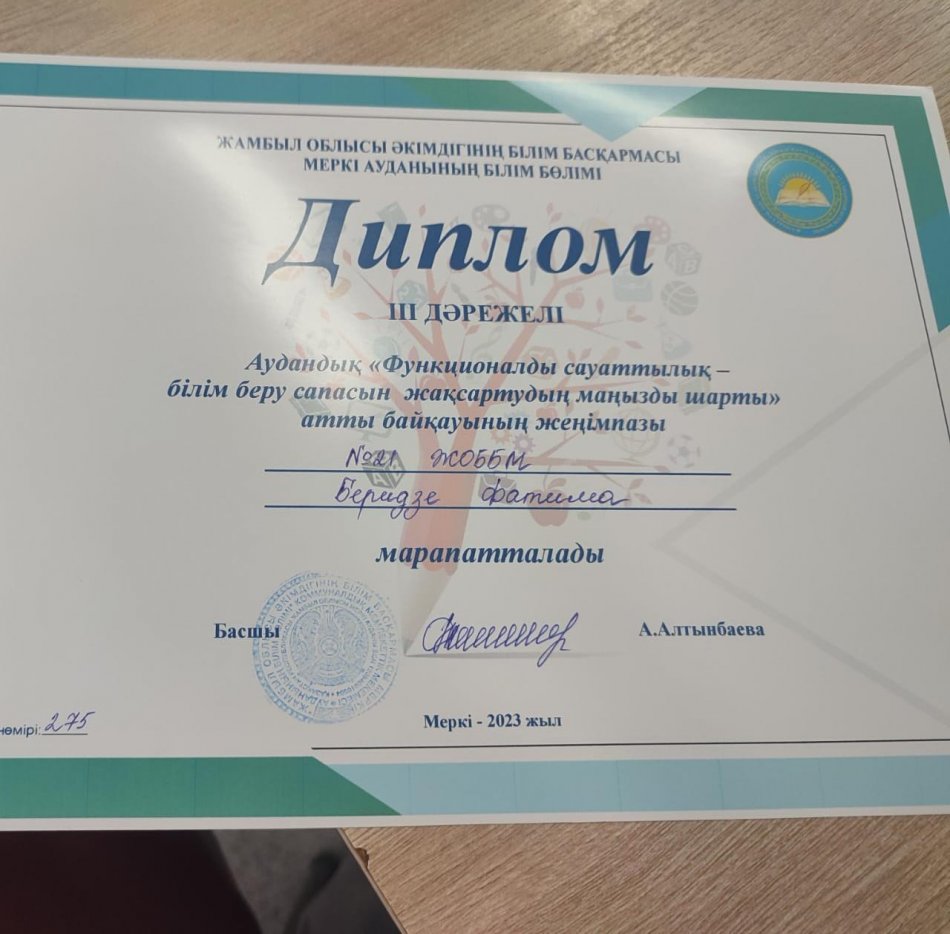 ЖАМБЫЛ ОБЛЫСЫ ӘКІМДІГІНІҢ БІЛІМ БАСҚАРМАСЫ
МЕРКІ АУДАНЫНЫҢ БІЛІМ БӨЛІМІ
Диплом
ІІІ ДӘРЕЖЕЛІ
Аудандық «Функционалды сауаттылық –
білім беру сапасын жақсартудың маңызды шарты»
атты байқауының жеңімпазы
№21 ЖОББМ
Беридзе Фатима
марапатталады
Басшы
А.Алтынбаева
нөмірі: 275
Меркі - 2023 жыл